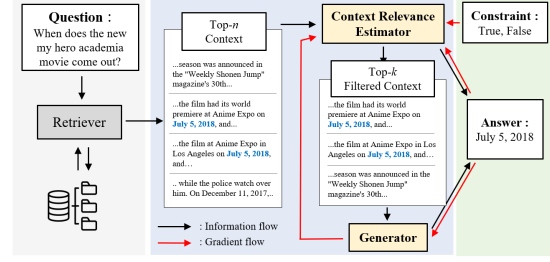 Question :
When does the new
my hero academia
movie come out?
Retriever
Top-n
Context
...season was announced in
the "Weekly Shonen Jump"
magazine's 30th...
...the film had its world
premiere at Anime Expo on
July 5, 2018, and...
...the film at Anime Expo in
Los Angeles on July 5, 2018,
and…
.. while the police watch over
him. On December 11, 2017,..
: Information flow
: Gradient flow
Context Relevance
Estimator
Top-k
Filtered Context
...the film had its world
premiere at Anime Expo on
July 5, 2018, and...
...the film at Anime Expo in Los
Angeles on July 5, 2018, and…
...season was announced in the
"Weekly Shonen Jump"
magazine's 30th...
Generator
Constraint :
True, False
Answer :
July 5, 2018